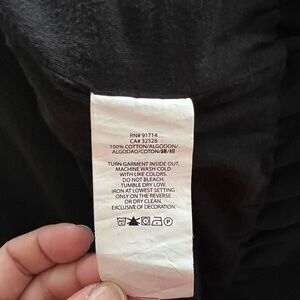 RN# 91714
CA# 32528
100% COTTON/ALGODON/
ALGODAO/COTON/
TURN GARMENT INSIDE OUT.
MACHINE WASH COLD
WITH LIKE COLORS.
DO NOT BLEACH.
TUMBLE DRY LOW.
IRON AT LOWEST SETTING
ONLY ON THE REVERSE
OR DRY CLEAN,
EXCLUSIVE OF DECORATION